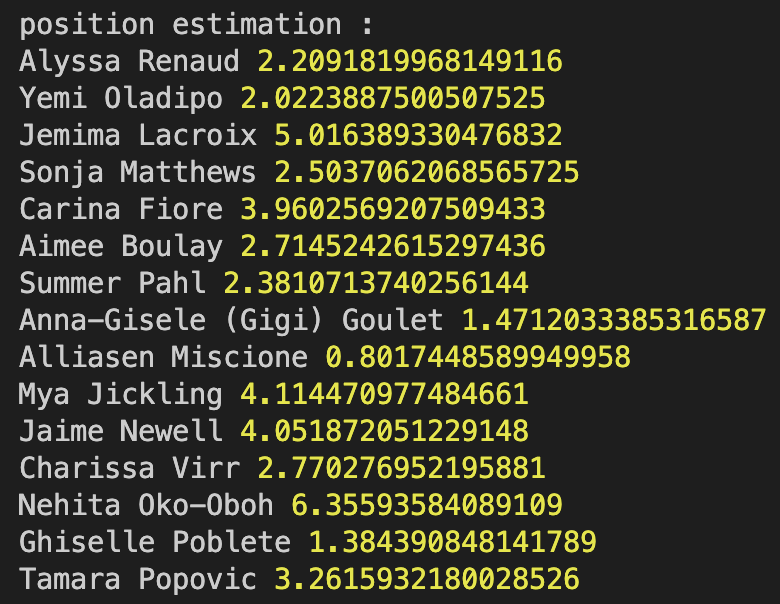 position estimation :
Alyssa Renaud 2.2091819968149116
Yemi Oladipo 2.0223887500507525
Jemima Lacroix 5.016389330476832
Sonja Matthews 2.5037062068565725
Carina Fiore 3.9602569207509433
Aimee Boulay 2.7145242615297436
Summer Pahl 2.3810713740256144
Anna-Gisele (Gigi) Goulet 1.4712033385316587
Alliasen Miscione 0.8017448589949958
Mya Jickling 4.114470977484661
Jaime Newell 4.051872051229148
Charissa Virr 2.770276952195881
Nehita Oko-Oboh 6.35593584089109
Ghiselle Poblete 1.384390848141789
Tamara Popovic 3.2615932180028526